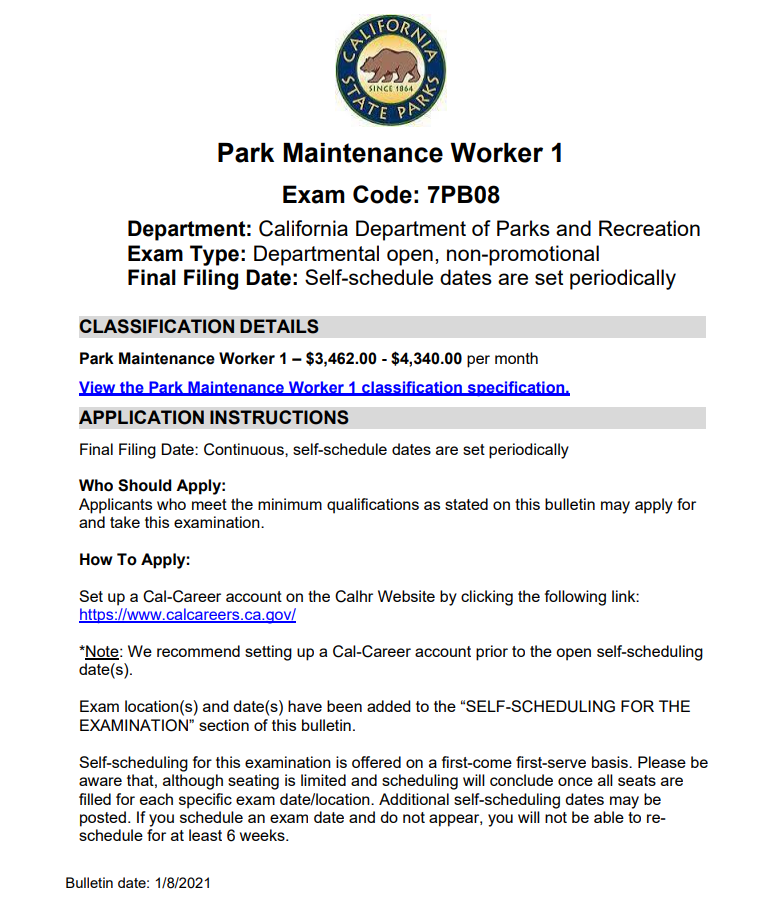 CALIFORNIA
SINCE 1864
STATE PARKS
Park Maintenance Worker 1
Exam Code: 7PB08
Department: California Department of Parks and Recreation
Exam Type: Departmental open, non-promotional
Final Filing Date: Self-schedule dates are set periodically
CLASSIFICATION DETAILS
Park Maintenance Worker 1 – $3,462.00 - $4,340.00 per month
View the Park Maintenance Worker 1 classification specification.
APPLICATION INSTRUCTIONS
Final Filing Date: Continuous, self-schedule dates are set periodically
Who Should Apply:
Applicants who meet the minimum qualifications as stated on this bulletin may apply for
and take this examination.
How To Apply:
Set up a Cal-Career account on the Calhr Website by clicking the following link:
https://www.calcareers.ca.gov/
*Note: We recommend setting up a Cal-Career account prior to the open self-scheduling
date(s).
Exam location(s) and date(s) have been added to the “SELF-SCHEDULING FOR THE
EXAMINATION” section of this bulletin.
Self-scheduling for this examination is offered on a first-come first-serve basis. Please be
aware that, although seating is limited and scheduling will conclude once all seats are
filled for each specific exam date/location. Additional self-scheduling dates may be
posted. If you schedule an exam date and do not appear, you will not be able to re-
schedule for at least 6 weeks.
Bulletin date: 1/8/2021